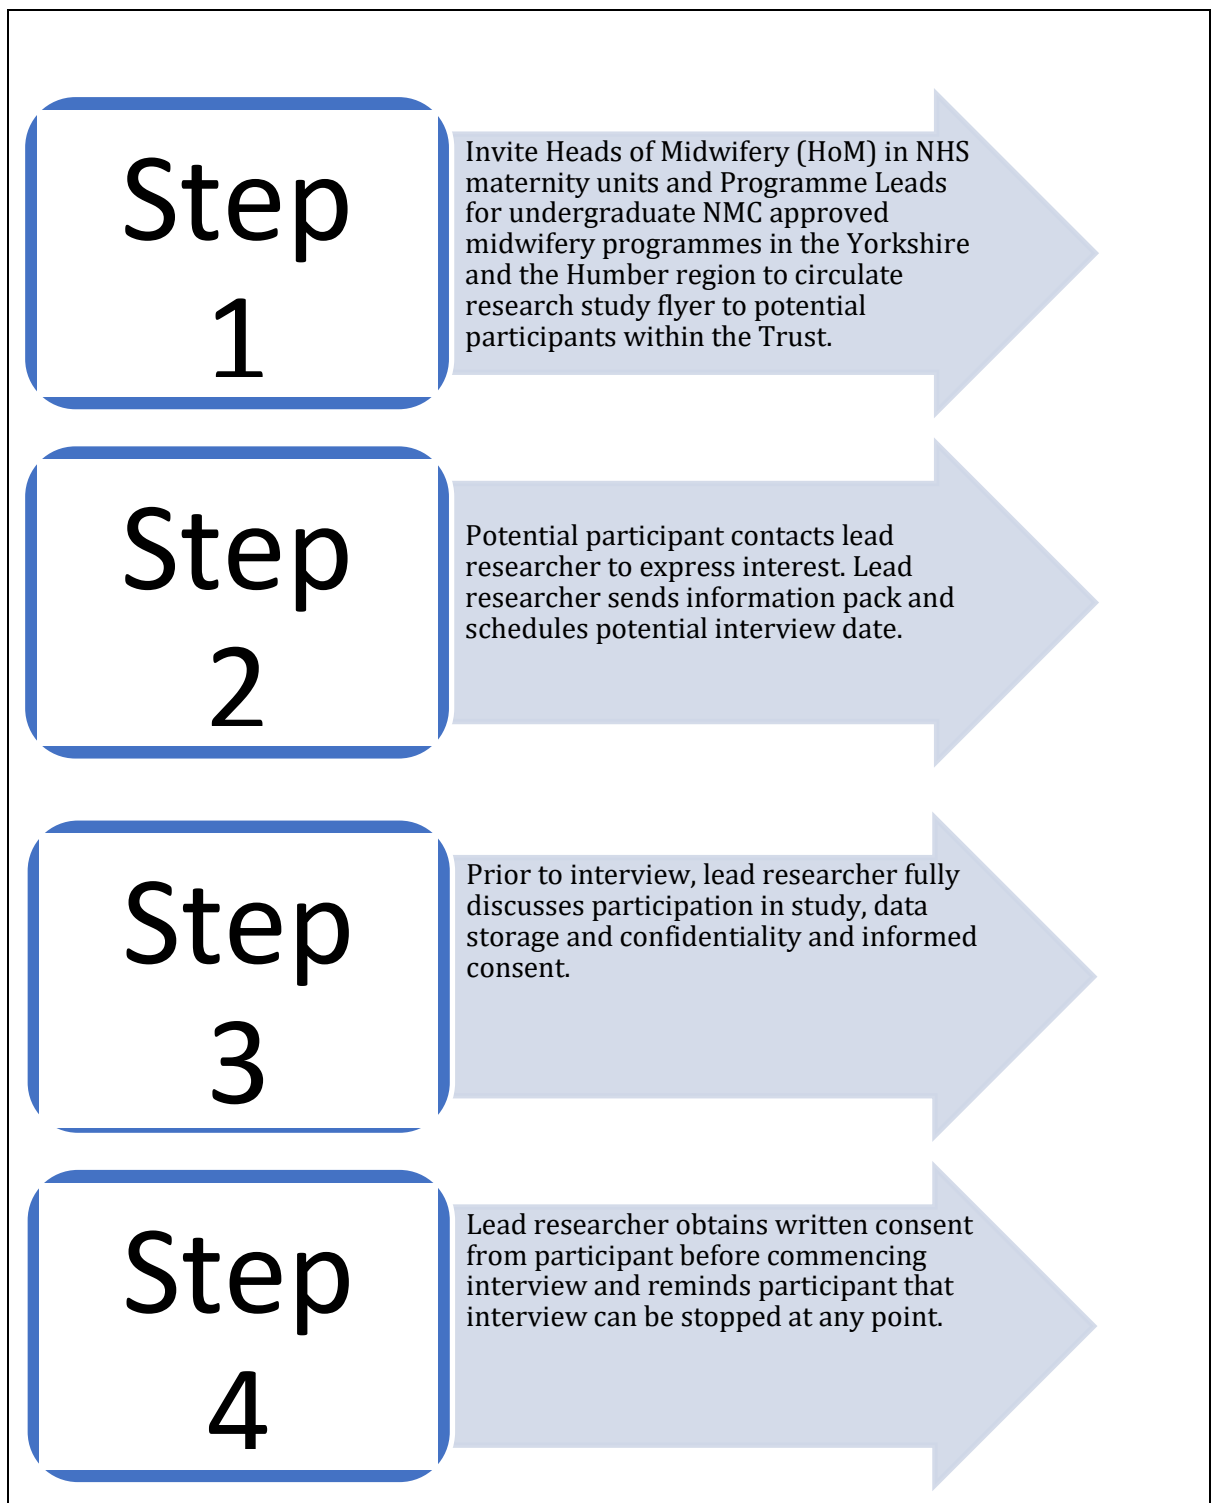 Step
1
Invite Heads of Midwifery (HoM) in NHS
maternity units and Programme Leads
for undergraduate NMC approved
midwifery programmes in the Yorkshire
and the Humber region to circulate
research study flyer to potential
participants within the Trust.
Step
2
Potential participant contacts lead
researcher to express interest. Lead
researcher sends information pack and
schedules potential interview date.
Step
3
Prior to interview, lead researcher fully
discusses participation in study, data
storage and confidentiality and informed
consent.
Step
4
Lead researcher obtains written consent
from participant before commencing
interview and reminds participant that
interview can be stopped at any point.